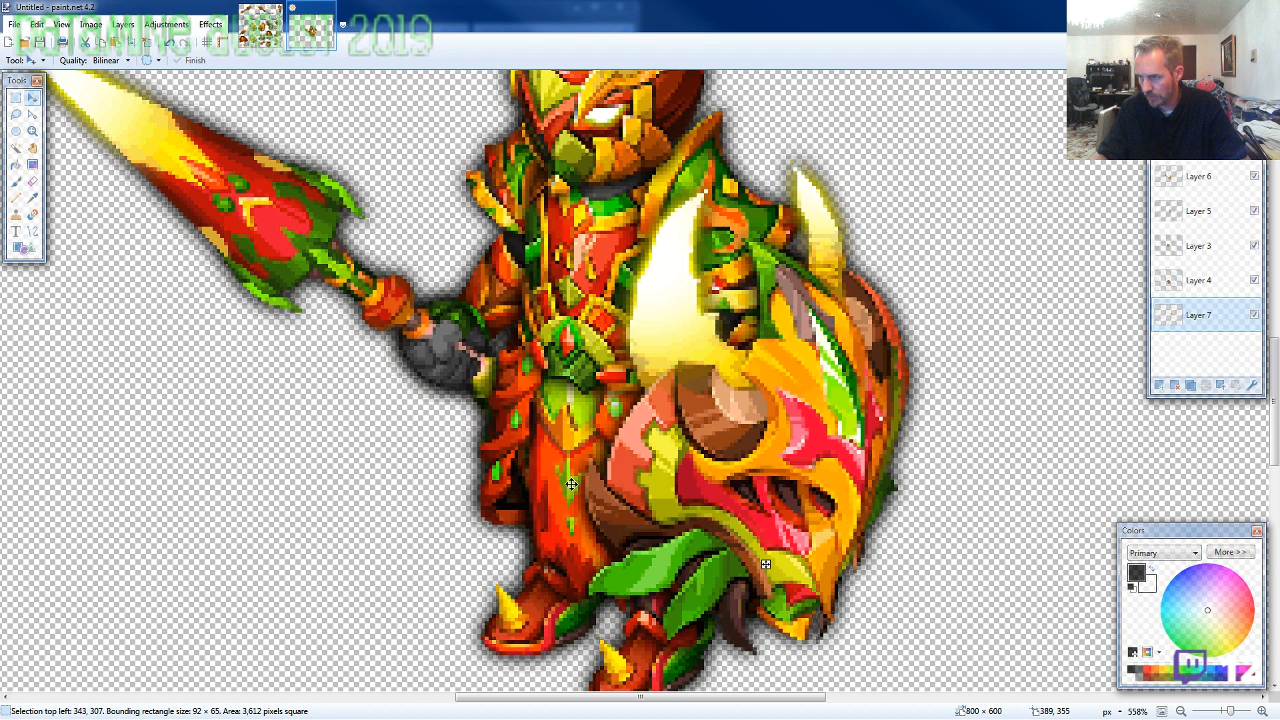 Untitled - paint.net 4.2
File Edit View Image Layers Adjustments Effects
2019
Tool: Quality: Bilinear Finish
Tools
Layer 6
Layer 5
Layer 3
Layer 4
Layer 7
Colors
Primary More >>
Selection top left: 343, 307. Bounding rectangle size: 92 x 65. Area: 3,612 pixels square
800 x 600
389, 355
px
558%